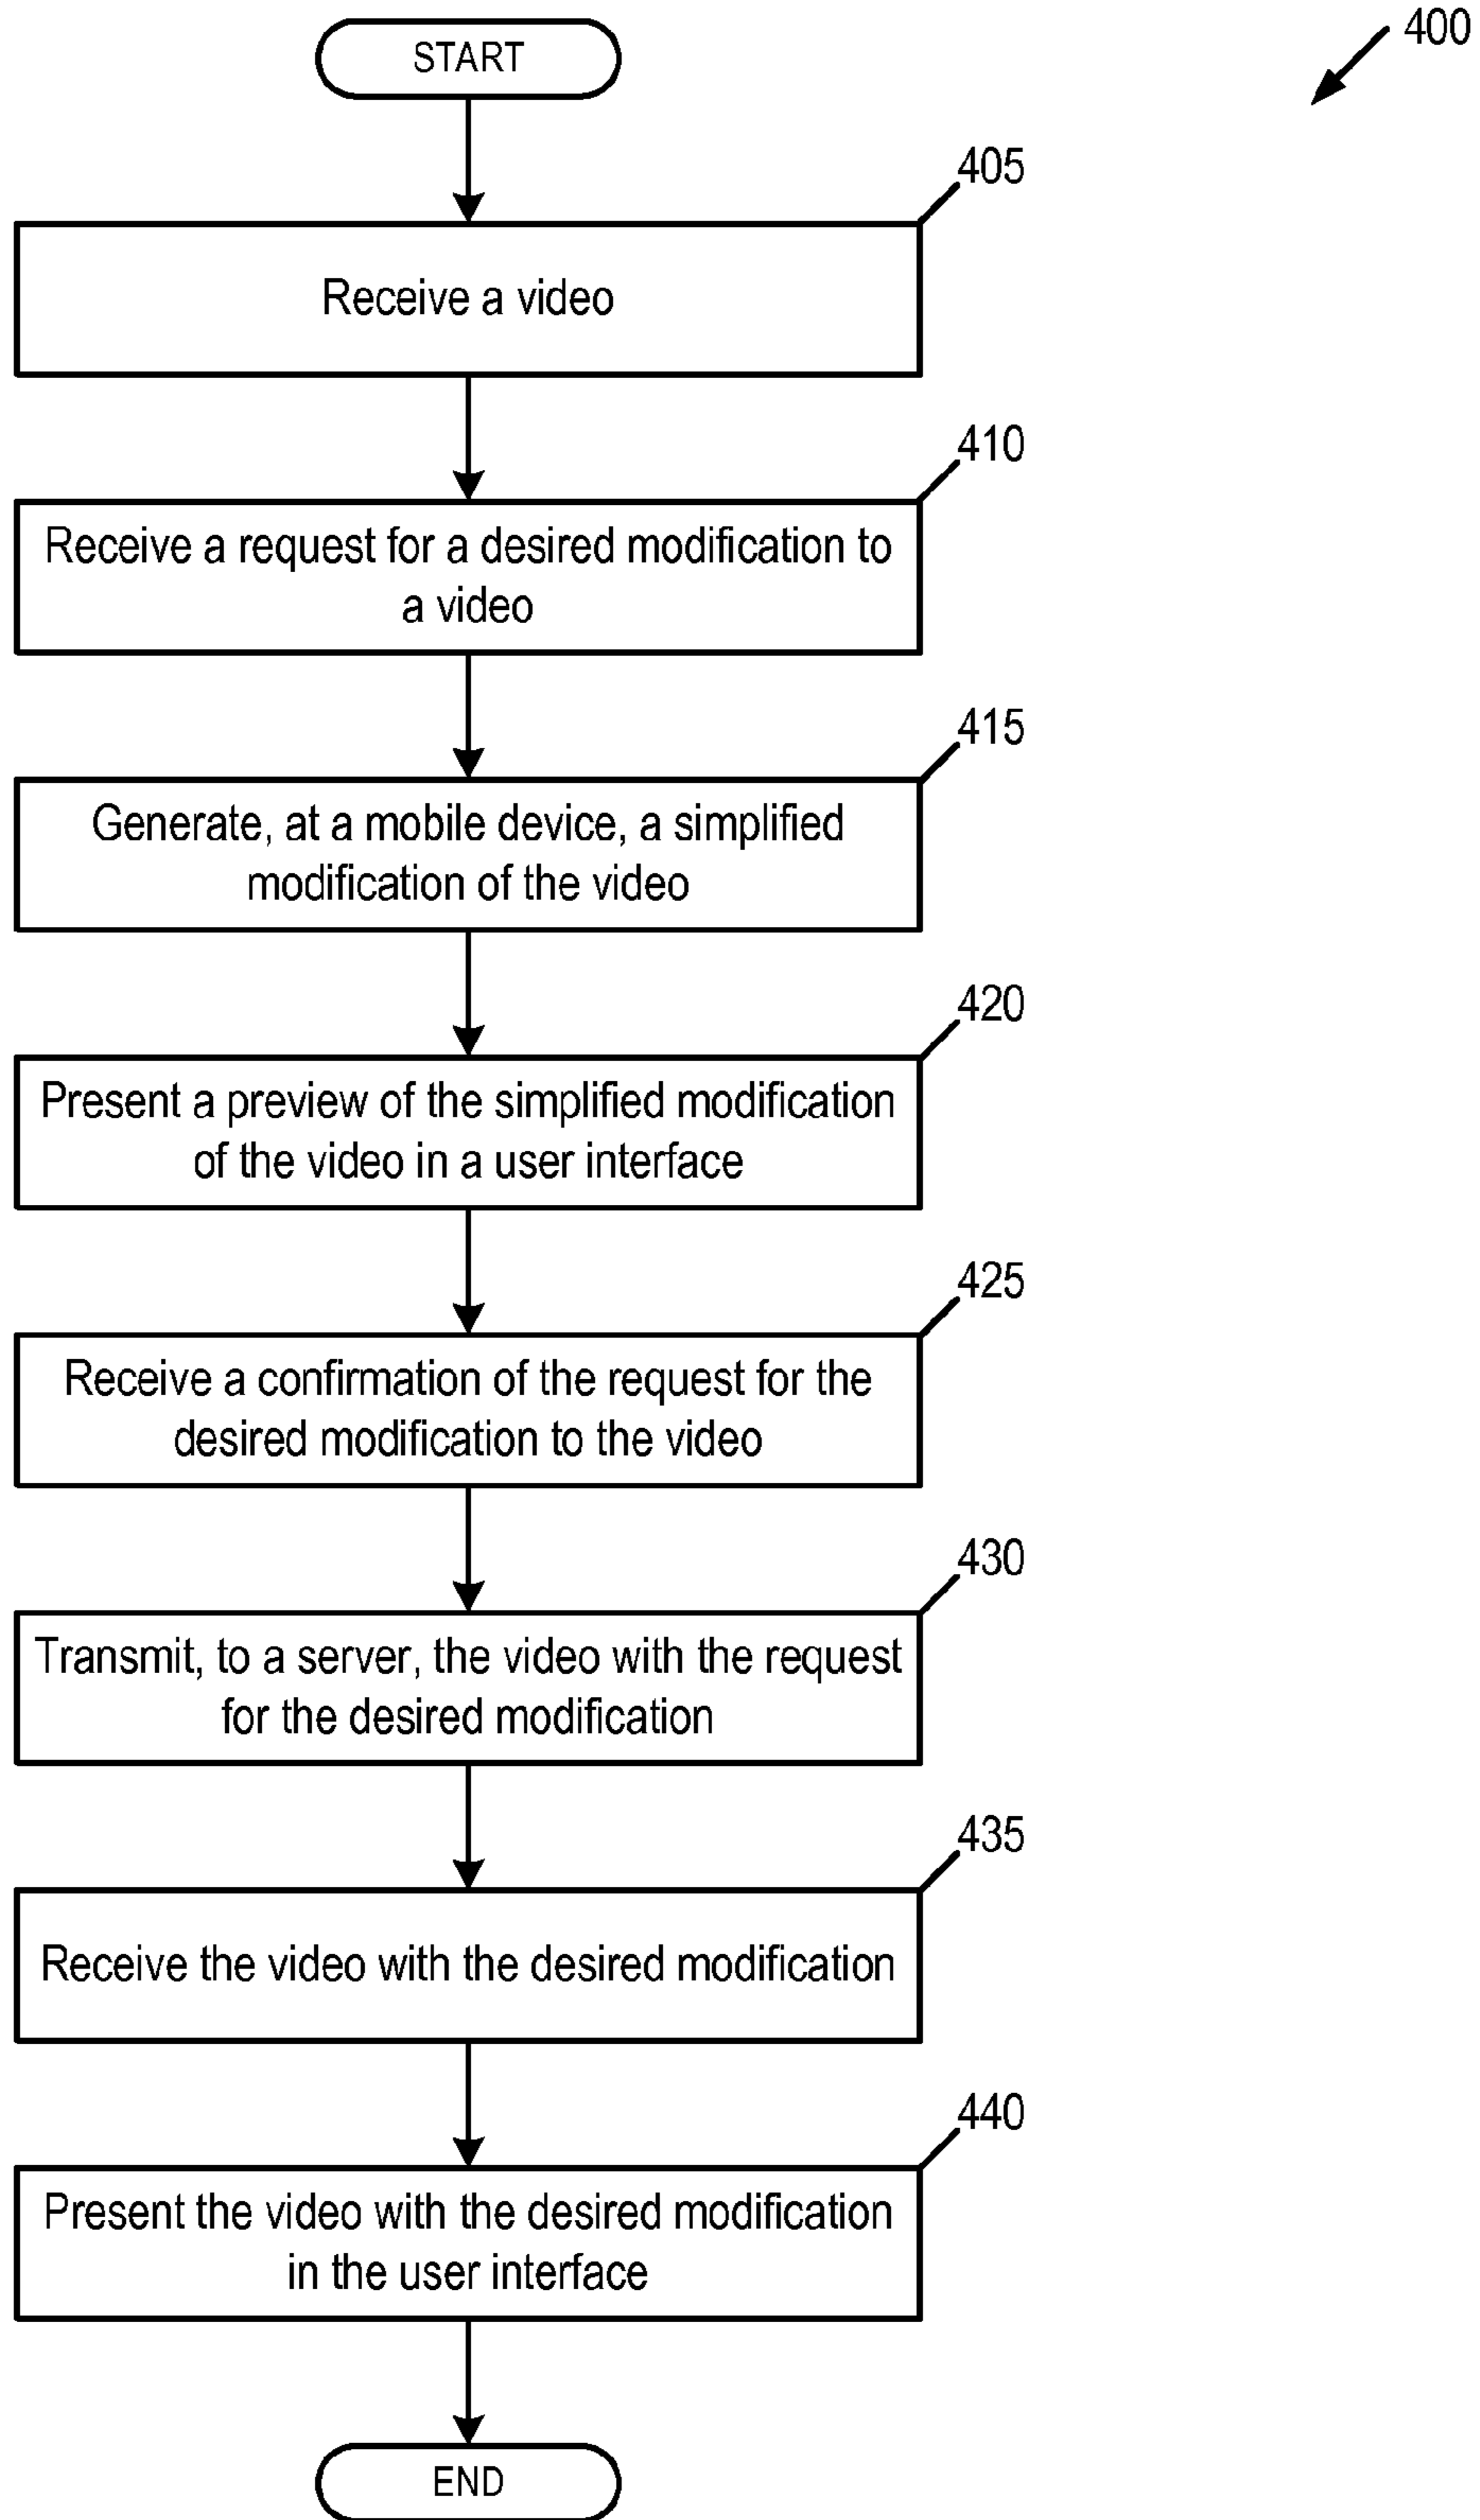 START
400
405
Receive a video
410
Receive a request for a desired modification to
a video
415
Generate, at a mobile device, a simplified
modification of the video
420
Present a preview of the simplified modification
of the video in a user interface
425
Receive a confirmation of the request for the
desired modification to the video
430
Transmit, to a server, the video with the request
for the desired modification
435
Receive the video with the desired modification
440
Present the video with the desired modification
in the user interface
END